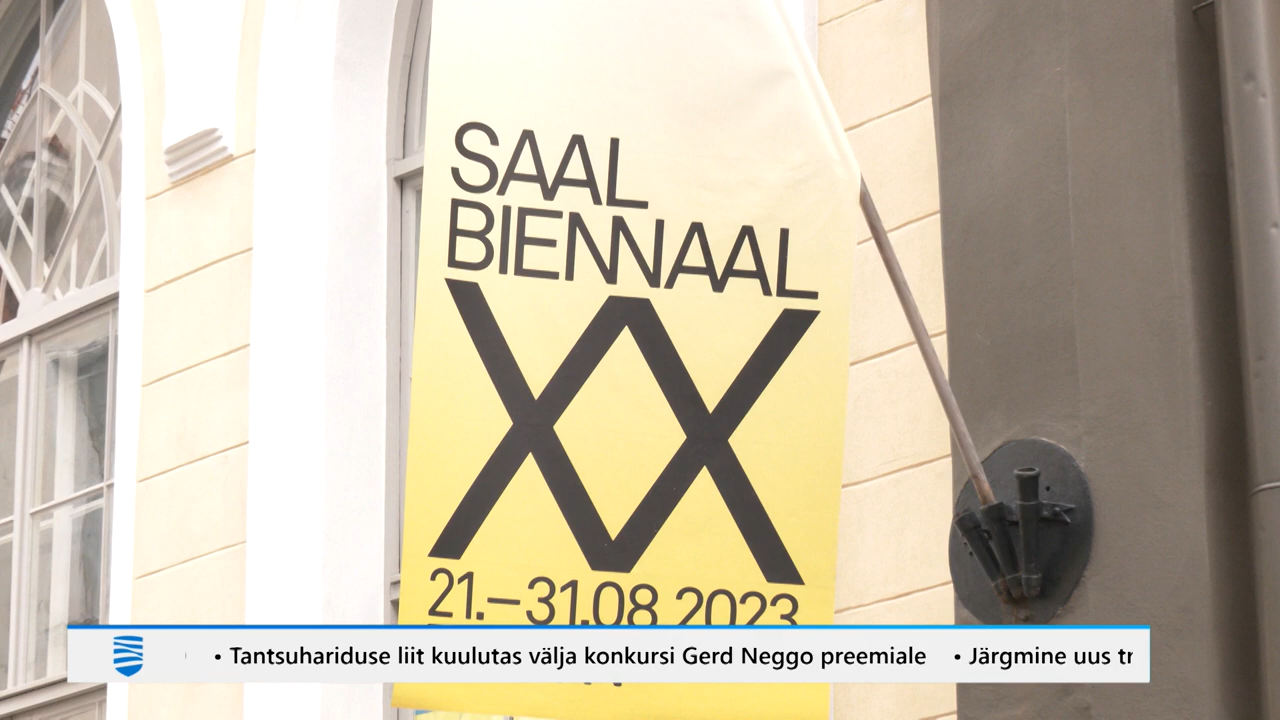 SAAL
BIENNAAL
XX
21.–31.08 2023
• Tantsuhariduse liit kuulutas välja konkursi Gerd Neggo preemiale • Järgmine uus